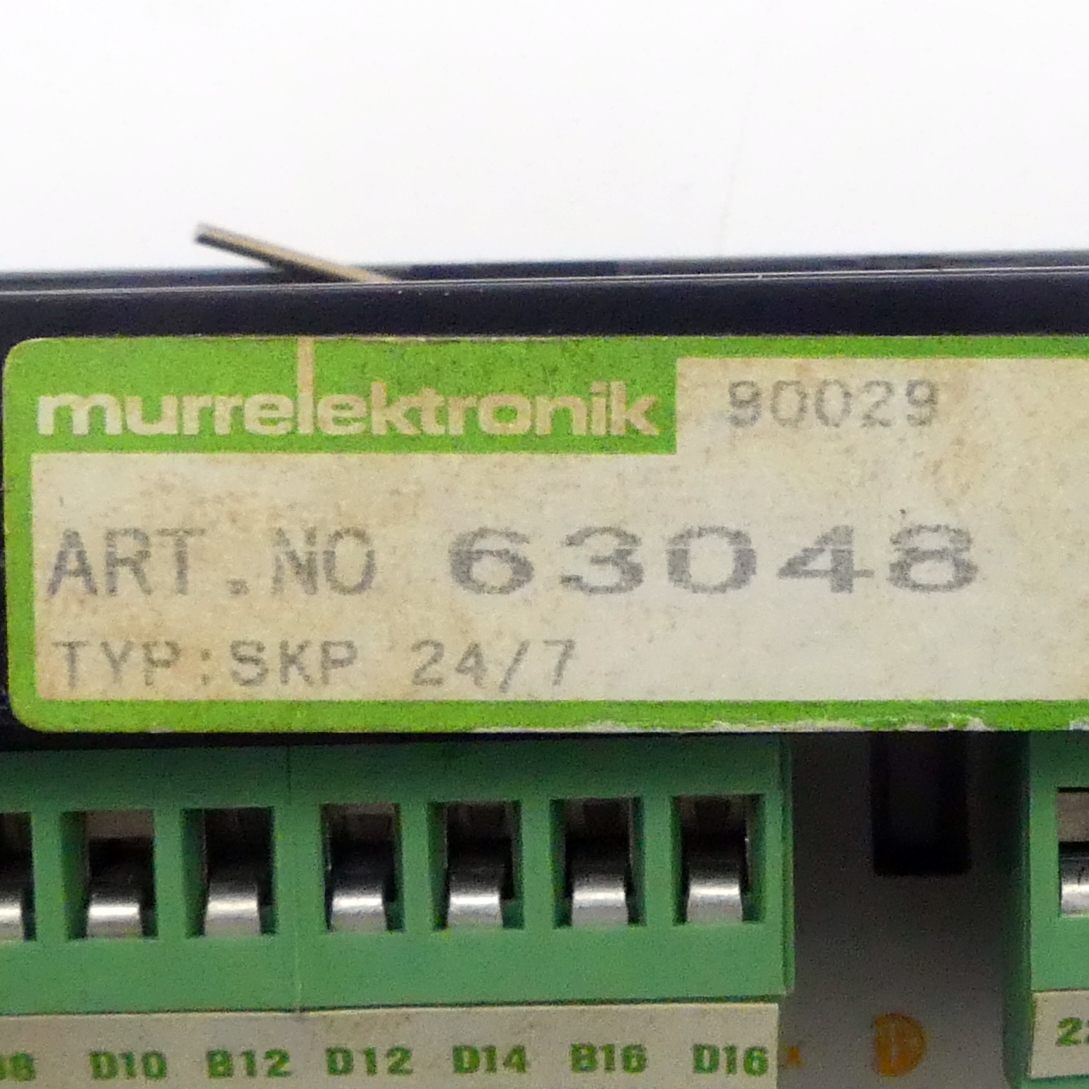 murrelektronik 90029
ART.NO 63048
TYP:SKP 24/7
D10 B12 D12 D14 B16 D16 D